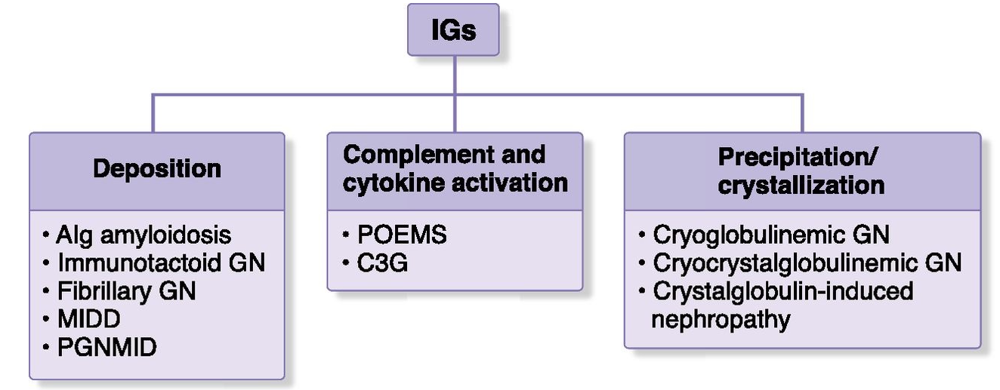 IGs
Deposition
• AIg amyloidosis
• Immunotactoid GN
• Fibrillary GN
• MIDD
• PGNMID
Complement and
cytokine activation
• POEMS
• C3G
Precipitation/
crystallization
• Cryoglobulinemic GN
• Cryocrystalglobulinemic GN
• Crystalglobulin-induced
nephropathy